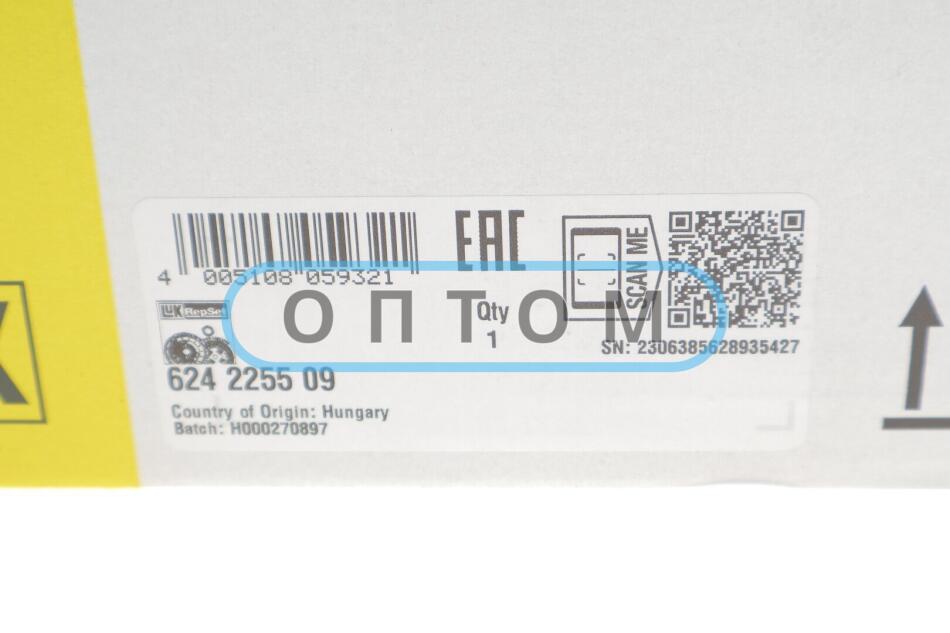 EAC
SCAN ME
4 005108 059321
LUK RepSet
Qty
1
ОПТОМ
SN: 2306385628935427
624 2255 09
Country of Origin: Hungary
Batch: H000270897